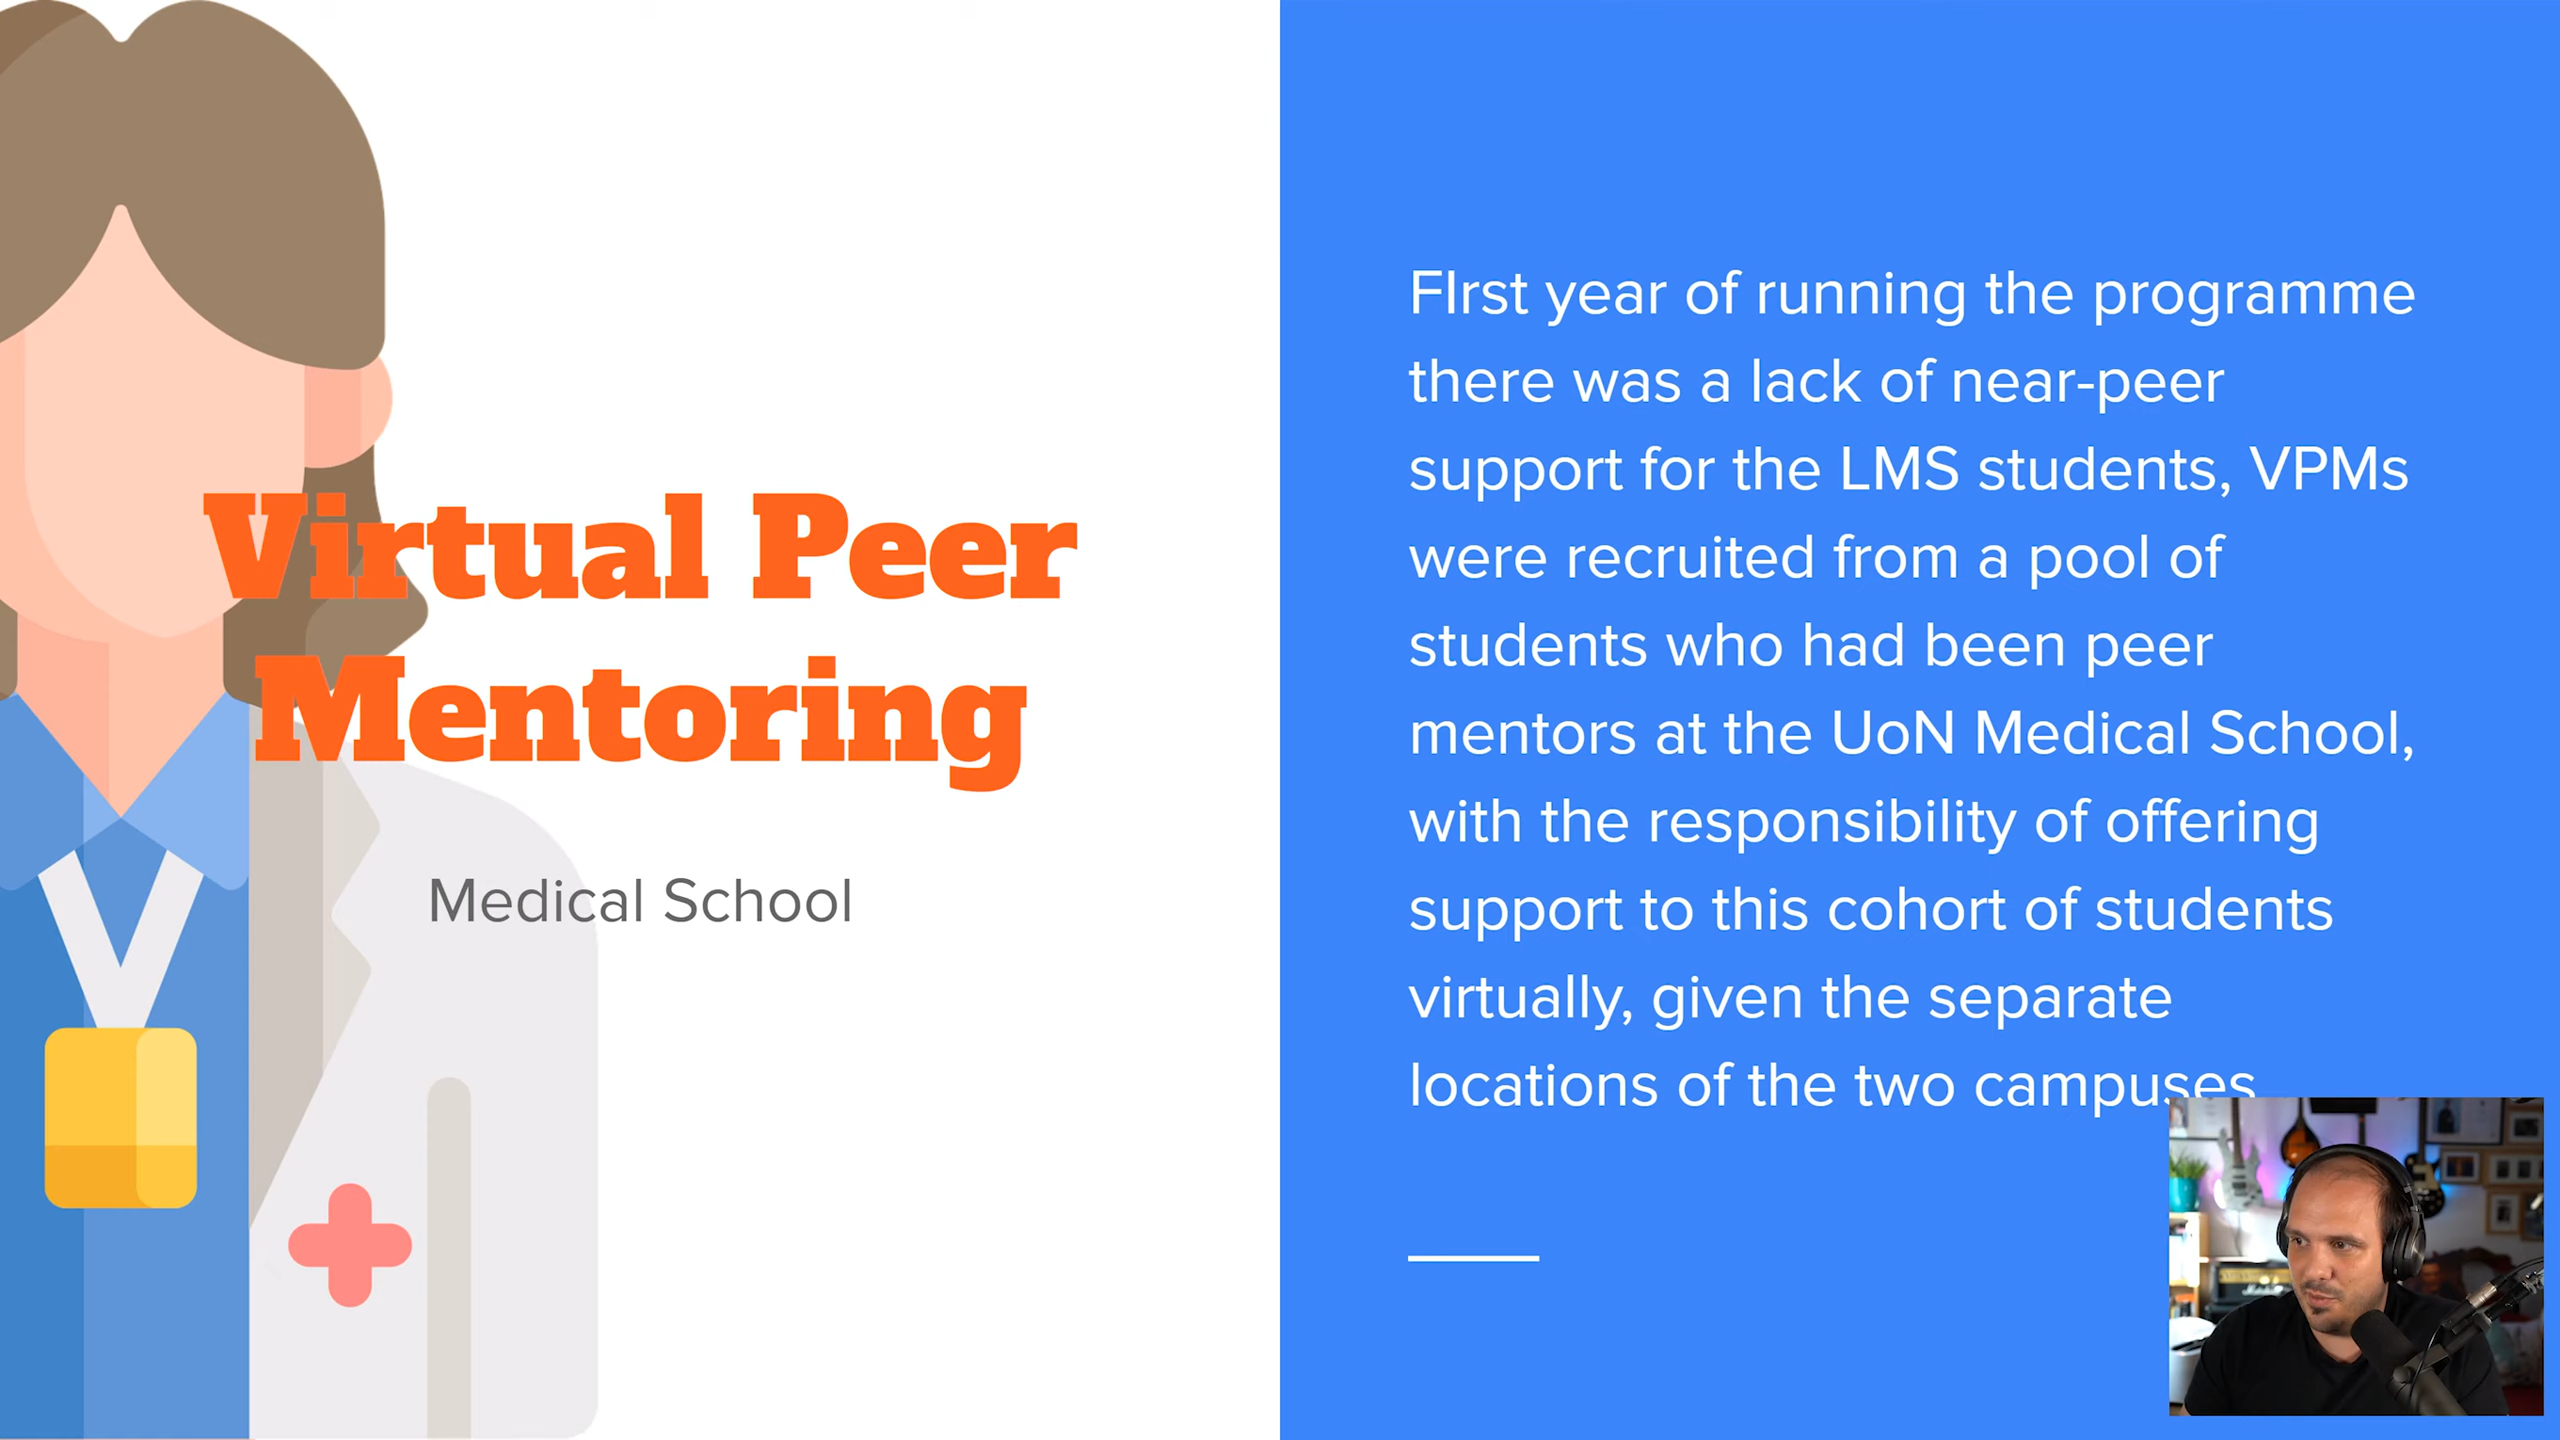 Virtual Peer
Mentoring
Medical School
FIrst year of running the programme
there was a lack of near-peer
support for the LMS students, VPMs
were recruited from a pool of
students who had been peer
mentors at the UoN Medical School,
with the responsibility of offering
support to this cohort of students
virtually, given the separate
locations of the two campuses